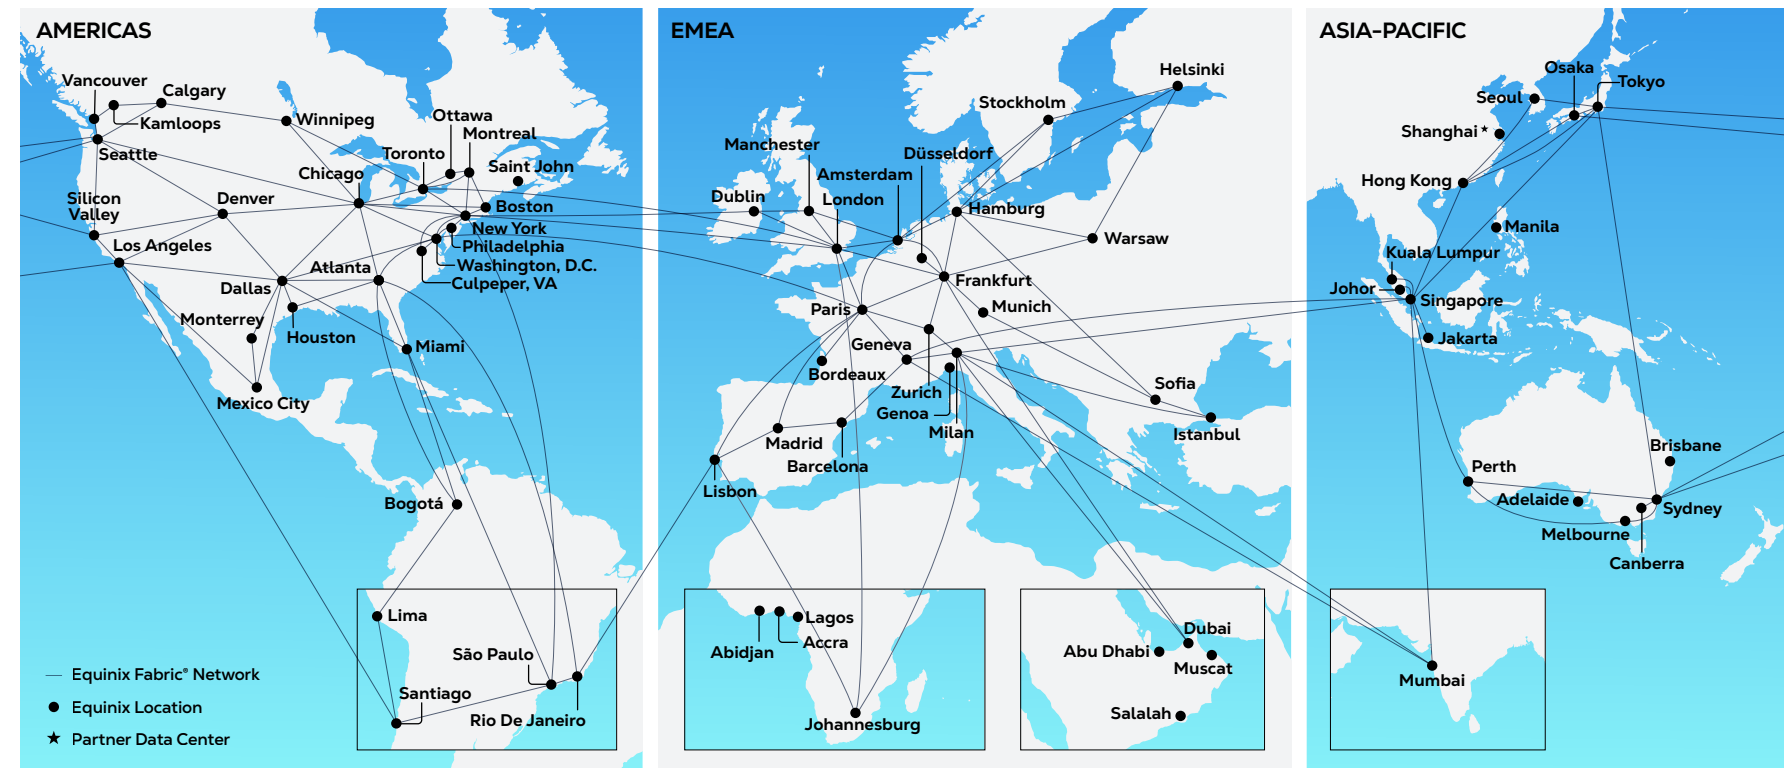 AMERICAS
Vancouver
Calgary
Kamloops
Winnipeg
Ottawa
Montreal
Seattle
Toronto
Saint John
Chicago
Silicon
Valley
Denver
Boston
New York
Los Angeles
Philadelphia
Washington, D.C.
Atlanta
Culpeper, VA
Dallas
Monterrey
Houston
Miami
Mexico City
Bogotá
Lima
São Paulo
Santiago
Rio De Janeiro
Equinix Fabric® Network
Equinix Location
★ Partner Data Center
EMEA
Helsinki
Stockholm
Manchester
Düsseldorf
Amsterdam
Dublin
London
Hamburg
Warsaw
Frankfurt
Paris
Munich
Geneva
Bordeaux
Zurich
Sofia
Genoa
Milan
Istanbul
Madrid
Barcelona
Lisbon
Lagos
Accra
Abidjan
Johannesburg
Dubai
Abu Dhabi
Muscat
Salalah
ASIA-PACIFIC
Osaka
Tokyo
Seoul
Shanghai ★
Hong Kong
Manila
Kuala Lumpur
Johor
Singapore
Jakarta
Brisbane
Perth
Adelaide
Sydney
Melbourne
Canberra
Mumbai